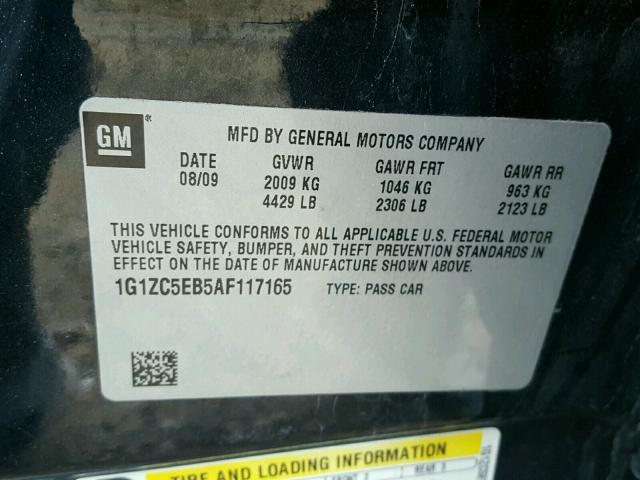 GM®
MFD BY GENERAL MOTORS COMPANY
DATE GVWR GAWR FRT GAWR RR
08/09 2009 KG 1046 KG 963 KG
4429 LB 2306 LB 2123 LB
THIS VEHICLE CONFORMS TO ALL APPLICABLE U.S. FEDERAL MOTOR
VEHICLE SAFETY, BUMPER, AND THEFT PREVENTION STANDARDS IN
EFFECT ON THE DATE OF MANUFACTURE SHOWN ABOVE.
1G1ZC5EB5AF117165 TYPE: PASS CAR
TIRE AND LOADING INFORMATION